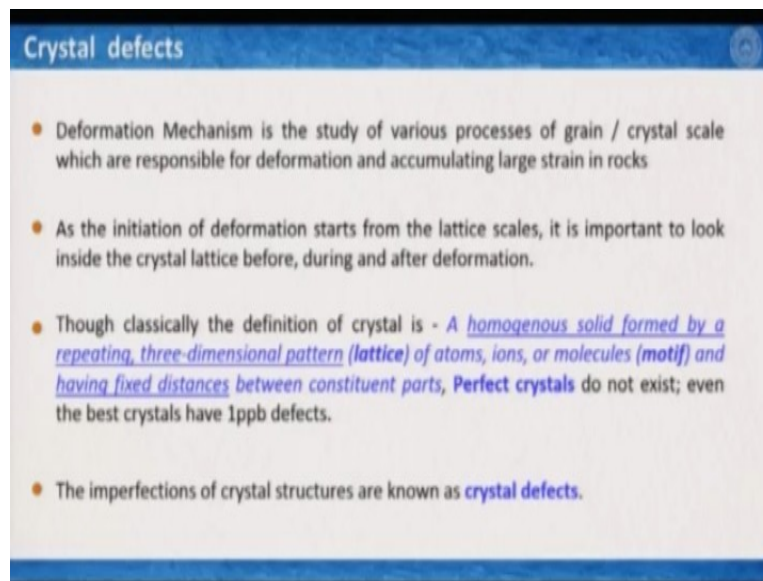 Crystal defects
Deformation Mechanism is the study of various processes of grain / crystal scale
which are responsible for deformation and accumulating large strain in rocks
As the initiation of deformation starts from the lattice scales, it is important to look
inside the crystal lattice before, during and after deformation.
Though classically the definition of crystal is - A homogenous solid formed by a
repeating, three-dimensional pattern (lattice) of atoms, ions, or molecules (motif) and
having fixed distances between constituent parts, Perfect crystals do not exist; even
the best crystals have 1ppb defects.
The imperfections of crystal structures are known as crystal defects.